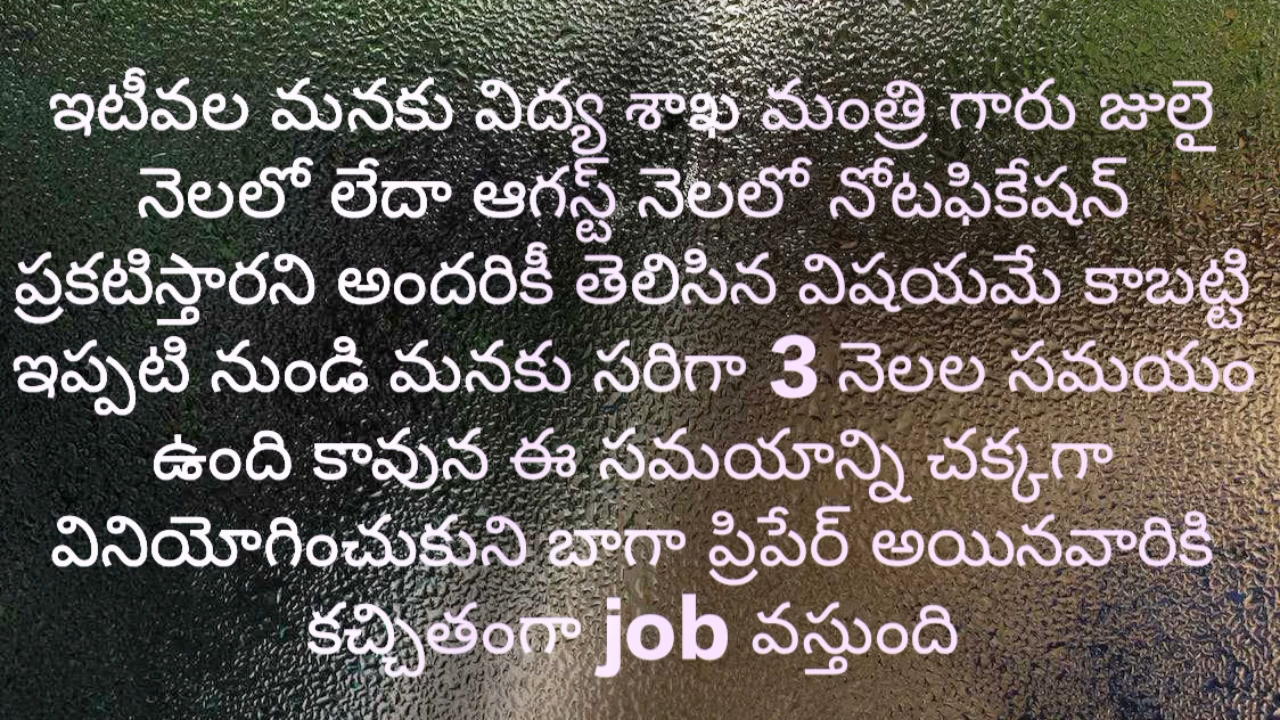 ఇటీవల మనకు విద్య శాఖ మంత్రి గారు జులై
నెలలో లేదా ఆగస్ట్ నెలలో నోటఫికేషన్
ప్రకటిస్తారని అందరికీ తెలిసిన విషయమే కాబట్టి
ఇప్పటి నుండి మనకు సరిగా 3 నెలల సమయం
ఉంది కావున ఈ సమయాన్ని చక్కగా
వినియోగించుకుని బాగా ప్రిపేర్ అయినవారికి
కచ్చితంగా job వస్తుంది